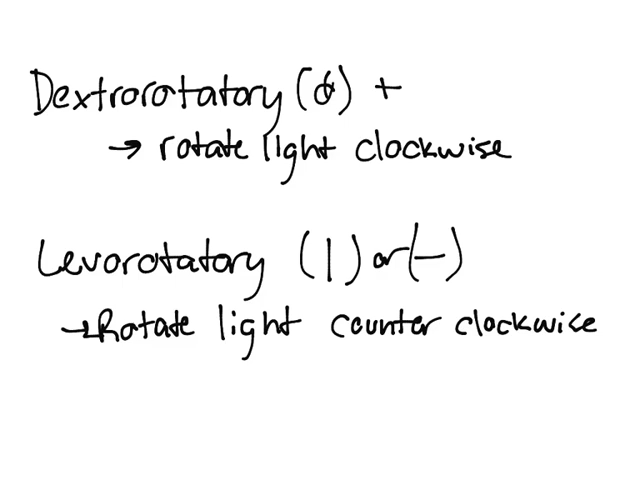 Dextrorotatory (d) +
→ rotate light clockwise
Levorotatory (l) or (−)
→ Rotate light counter clockwise